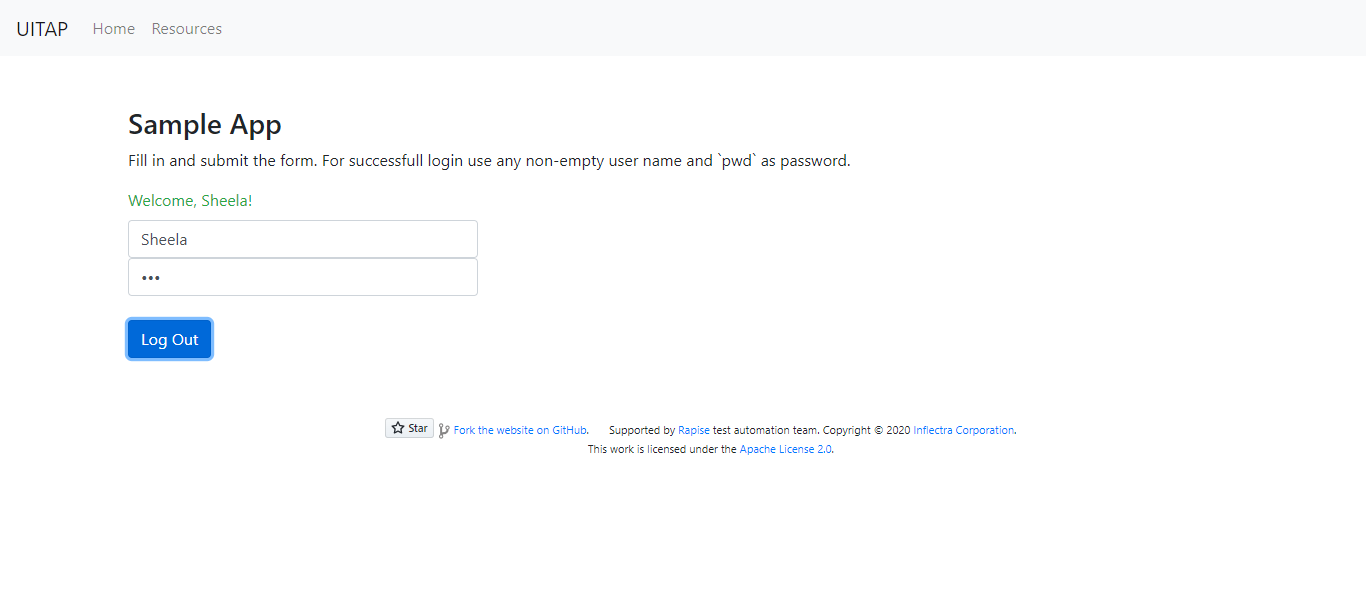 UITAP Home Resources
Sample App
Fill in and submit the form. For successfull login use any non-empty user name and `pwd` as password.
Welcome, Sheela!
Sheela
•••
Log Out
Star Fork the website on GitHub. Supported by Rapise test automation team. Copyright © 2020 Inflectra Corporation.
This work is licensed under the Apache License 2.0.